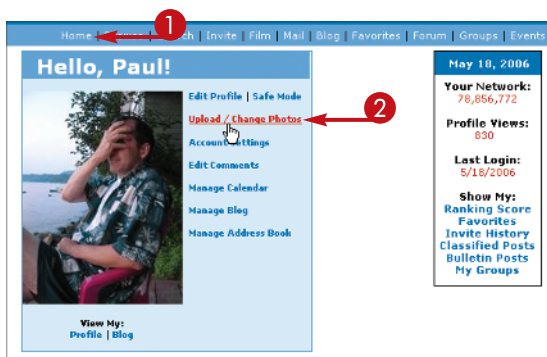 1
Home | Browse | Search | Invite | Film | Mail | Blog | Favorites | Forum | Groups | Events
Hello, Paul!
Edit Profile | Safe Mode
Upload / Change Photos
2
Account Settings
Edit Comments
Manage Calendar
Manage Blog
Manage Address Book
View My:
Profile | Blog
May 18, 2006
Your Network:
78,856,772
Profile Views:
830
Last Login:
5/18/2006
Show My:
Ranking Score
Favorites
Invite History
Classified Posts
Bulletin Posts
My Groups